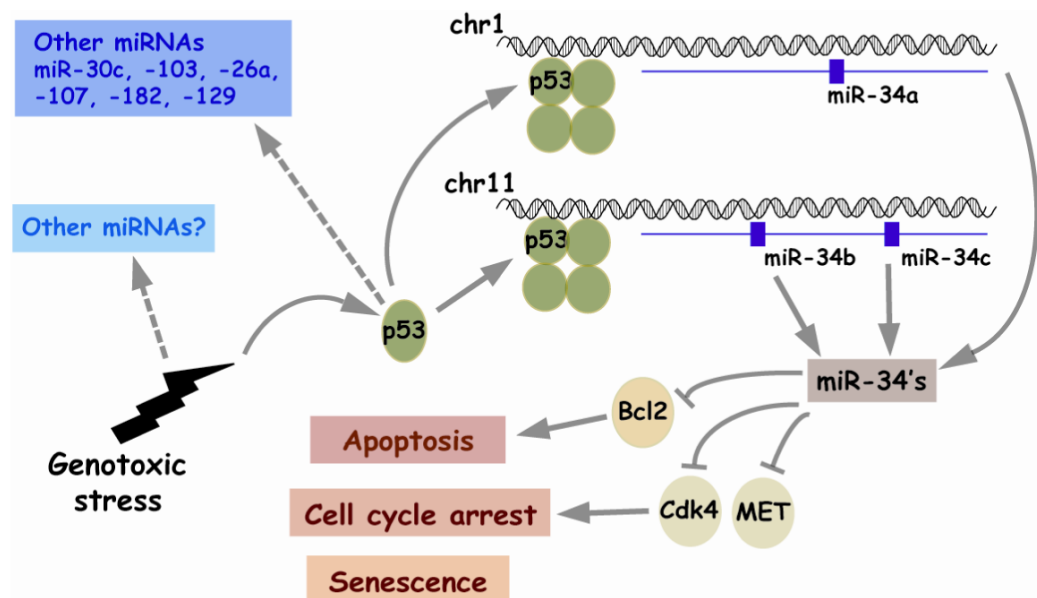 Other miRNAs
miR-30c, -103, -26a,
-107, -182, -129
Other miRNAs?
Genotoxic
stress
p53
chr1
p53
miR-34a
chr11
p53
miR-34b
miR-34c
miR-34's
Bcl2
Apoptosis
Cdk4
MET
Cell cycle arrest
Senescence